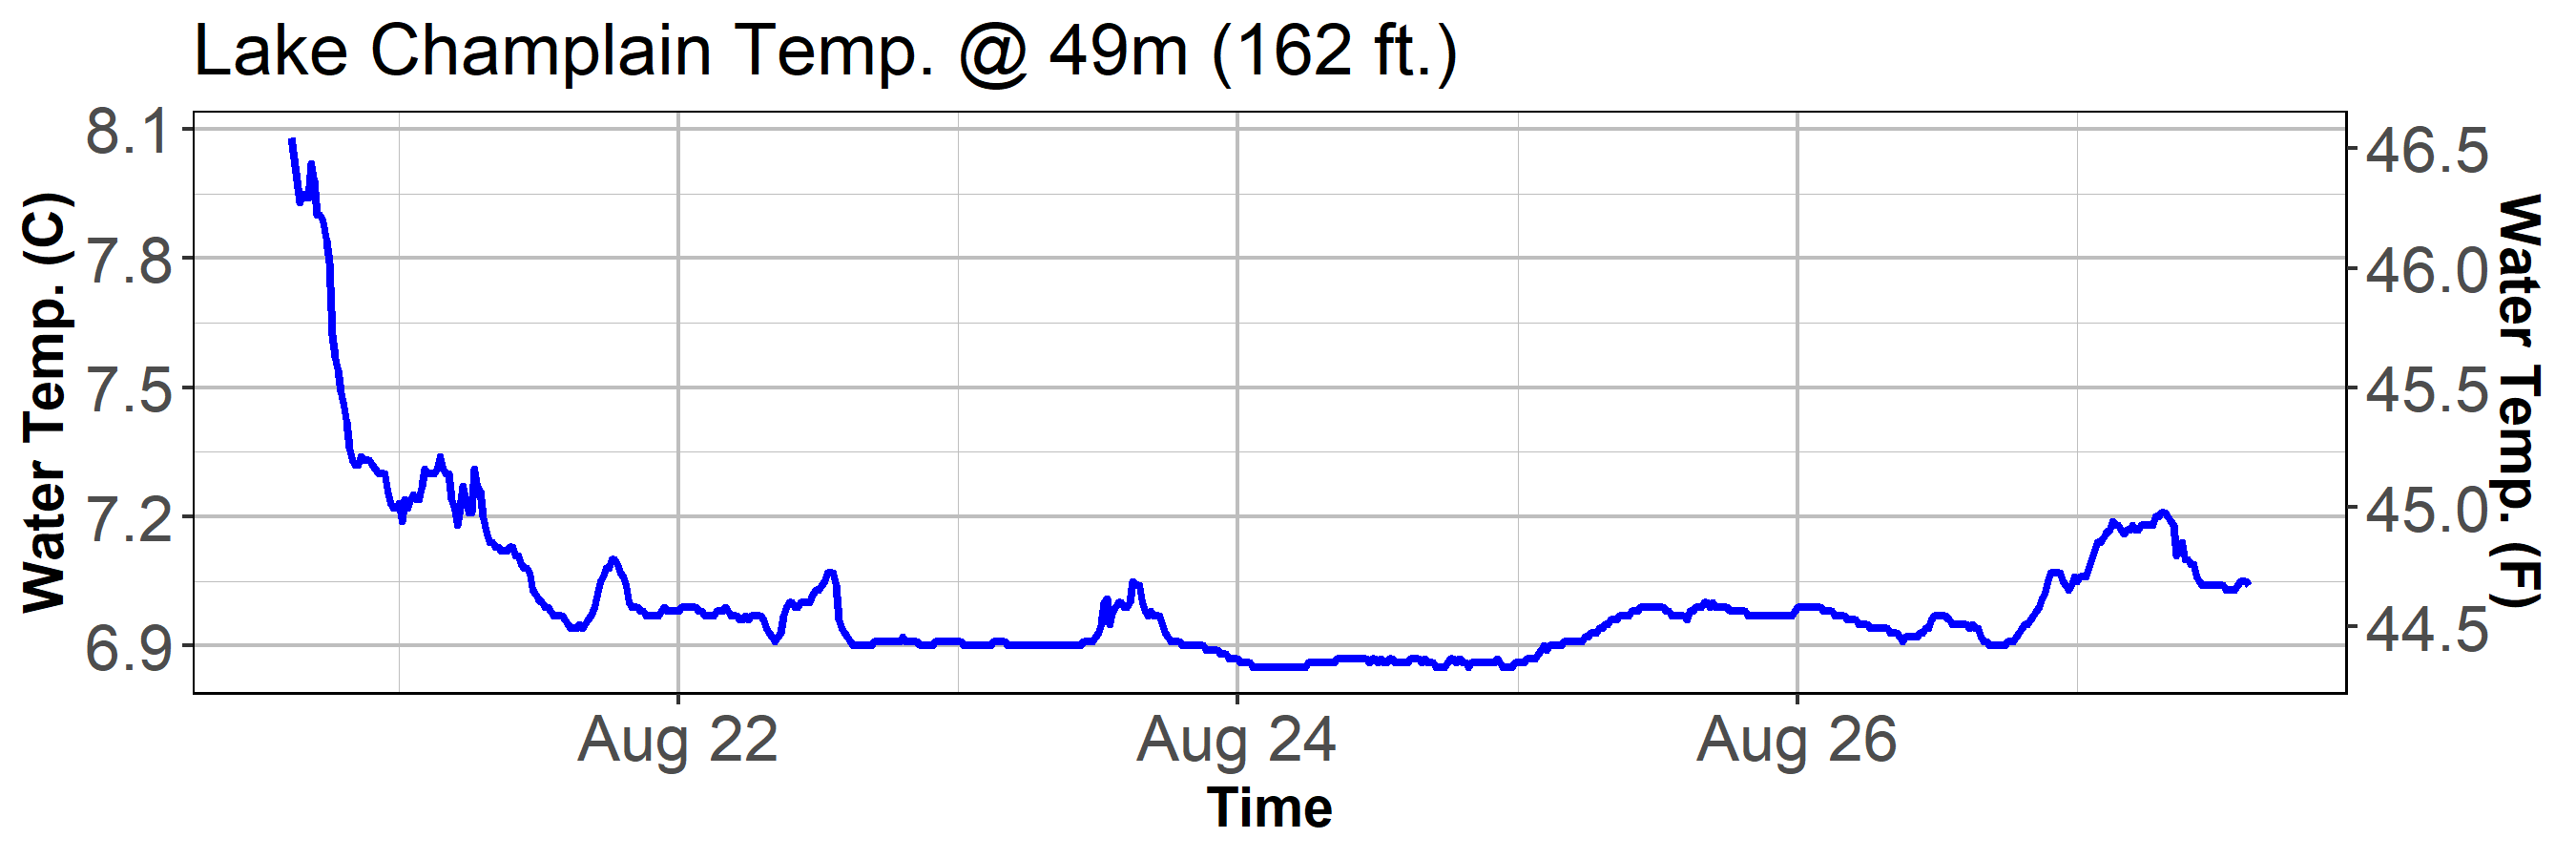 Lake Champlain Temp. @ 49m (162 ft.)
Water Temp. (C)
8.1
7.8
7.5
7.2
6.9
46.5
46.0
45.5
45.0
44.5
Water Temp. (F)
Aug 22
Aug 24
Aug 26
Time